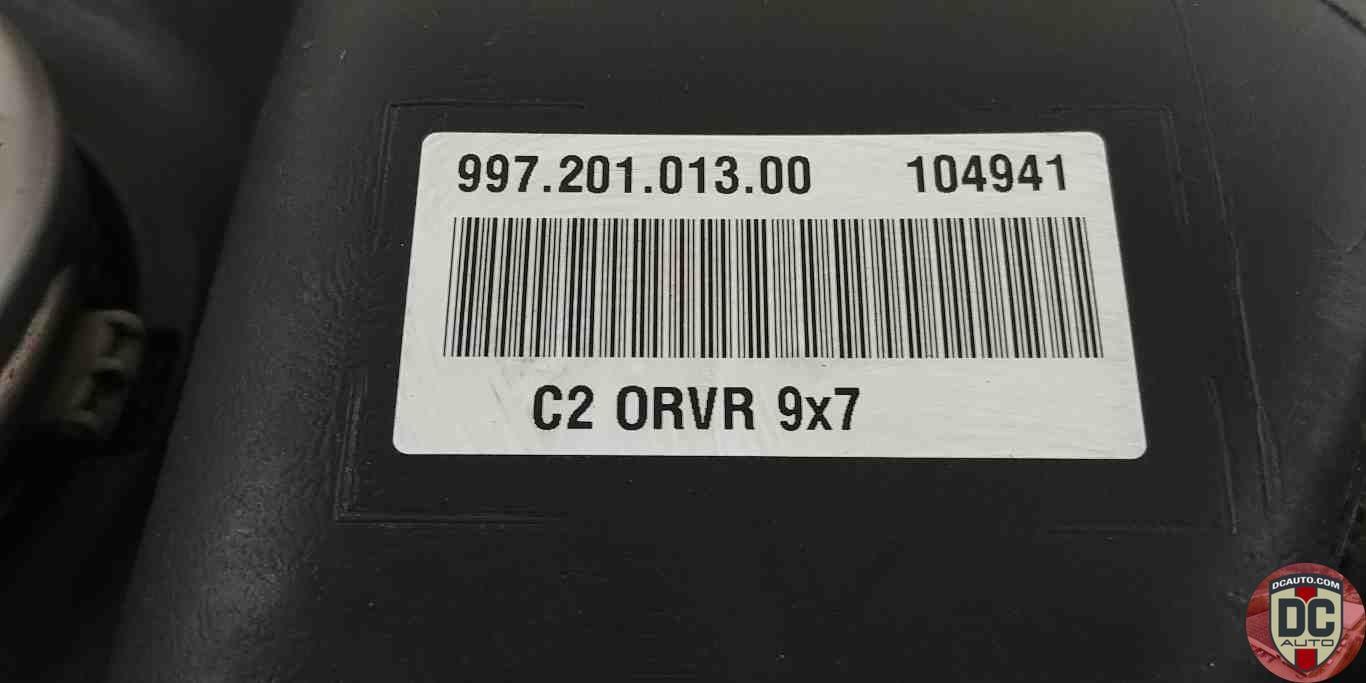 997.201.013.00 104941
C2 ORVR 9x7
DCAUTO.COM
DC
AUTO